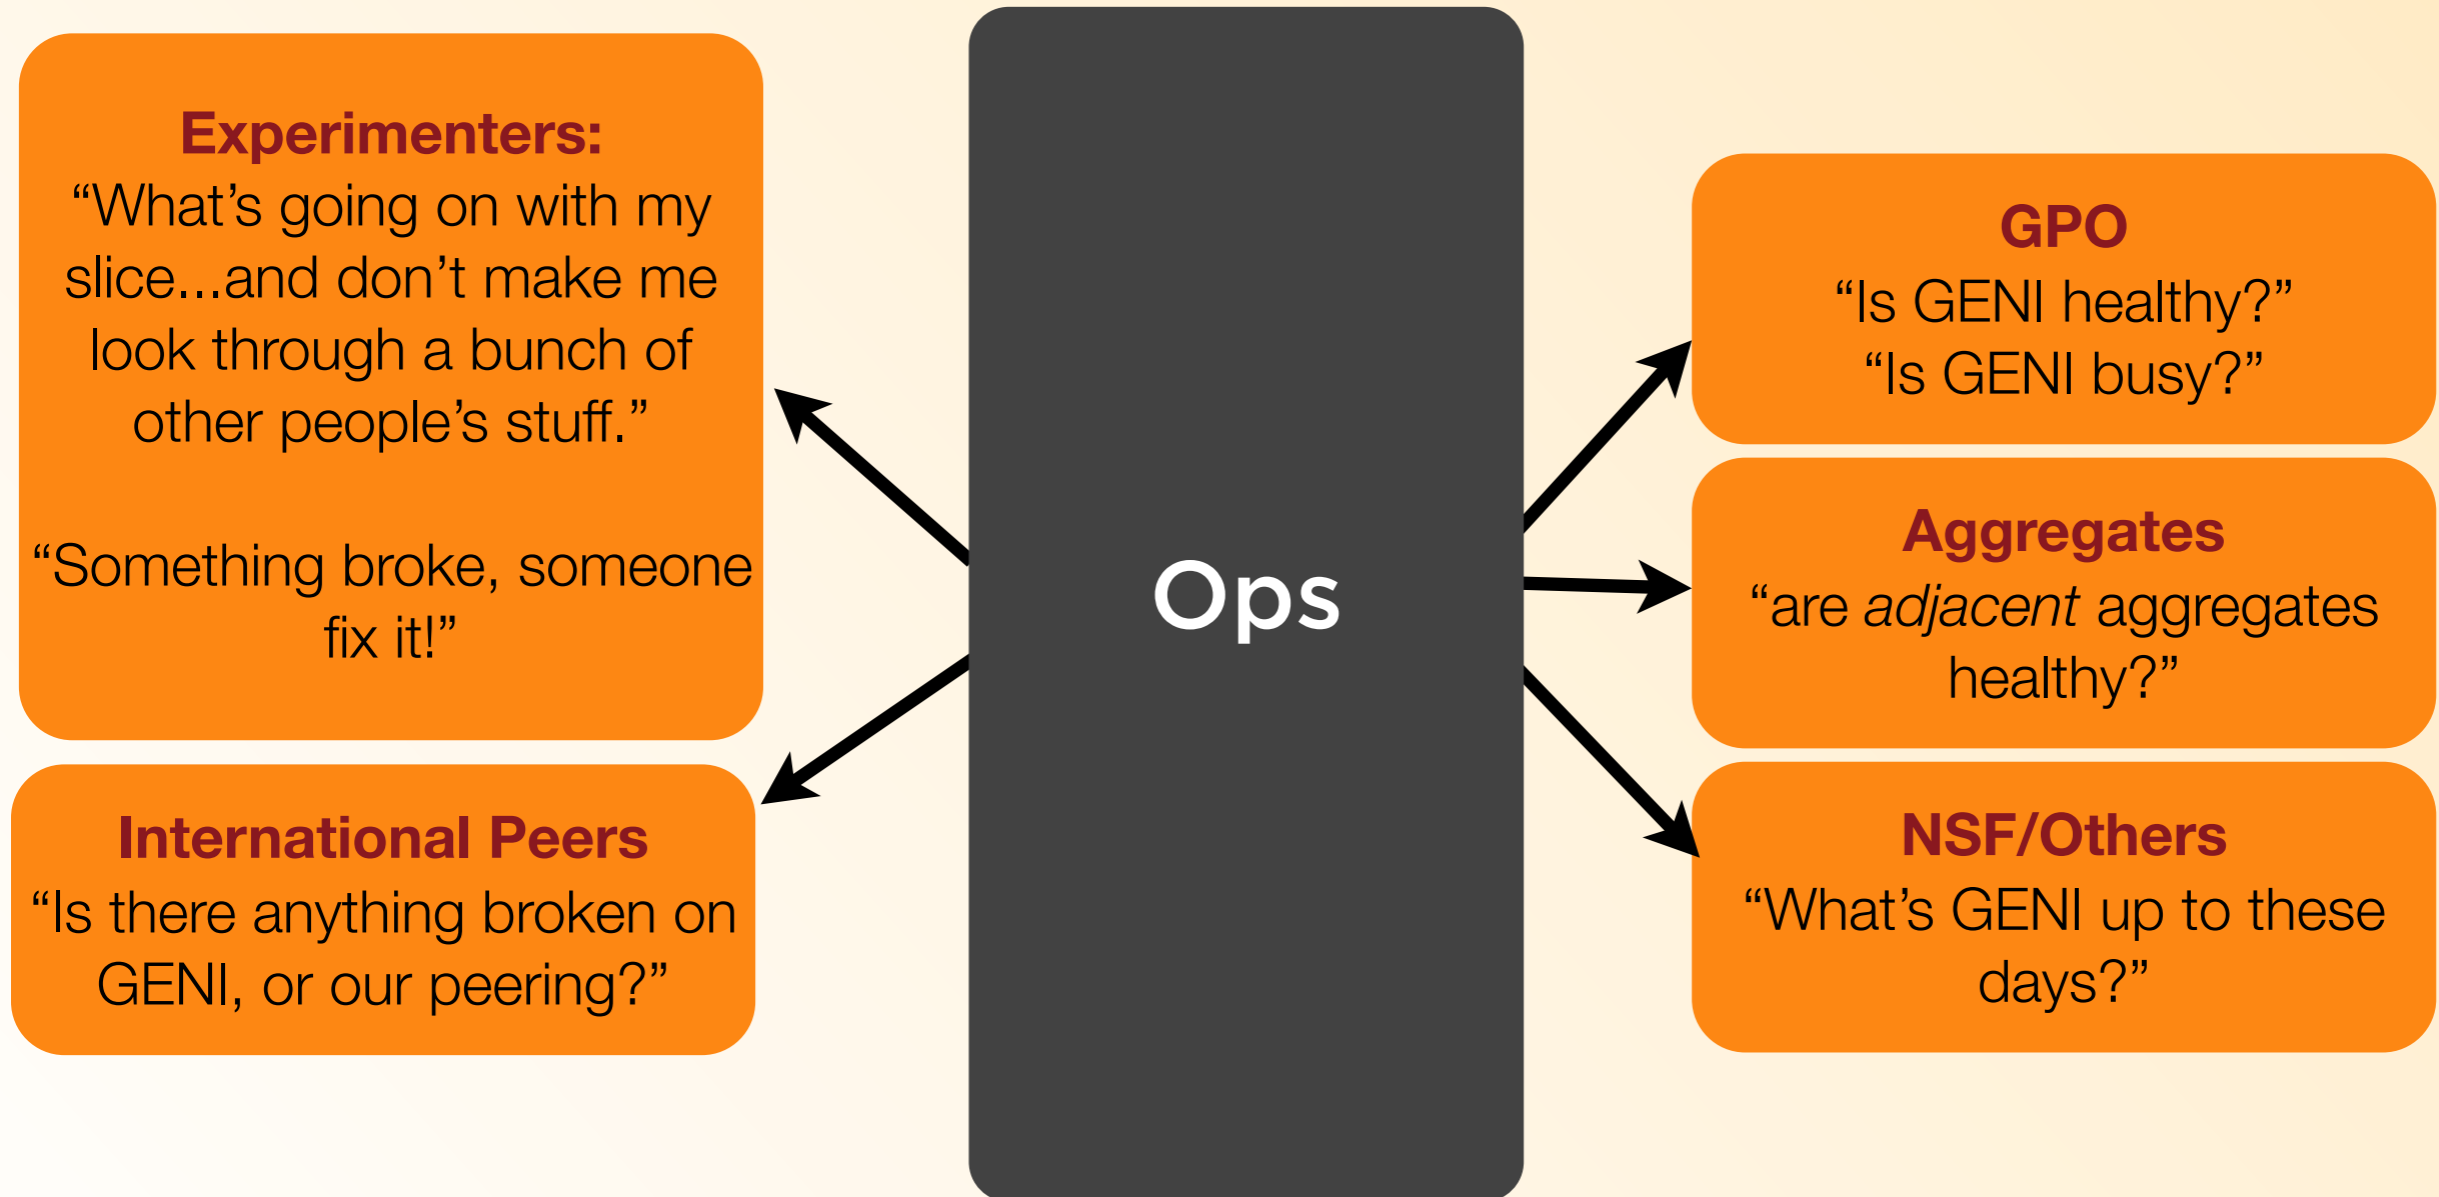 Experimenters:
“What’s going on with my
slice...and don’t make me
look through a bunch of
other people’s stuff.”
“Something broke, someone
fix it!”
International Peers
“Is there anything broken on
GENI, or our peering?”
Ops
GPO
“Is GENI healthy?”
“Is GENI busy?”
Aggregates
“are adjacent aggregates
healthy?”
NSF/Others
“What’s GENI up to these
days?”